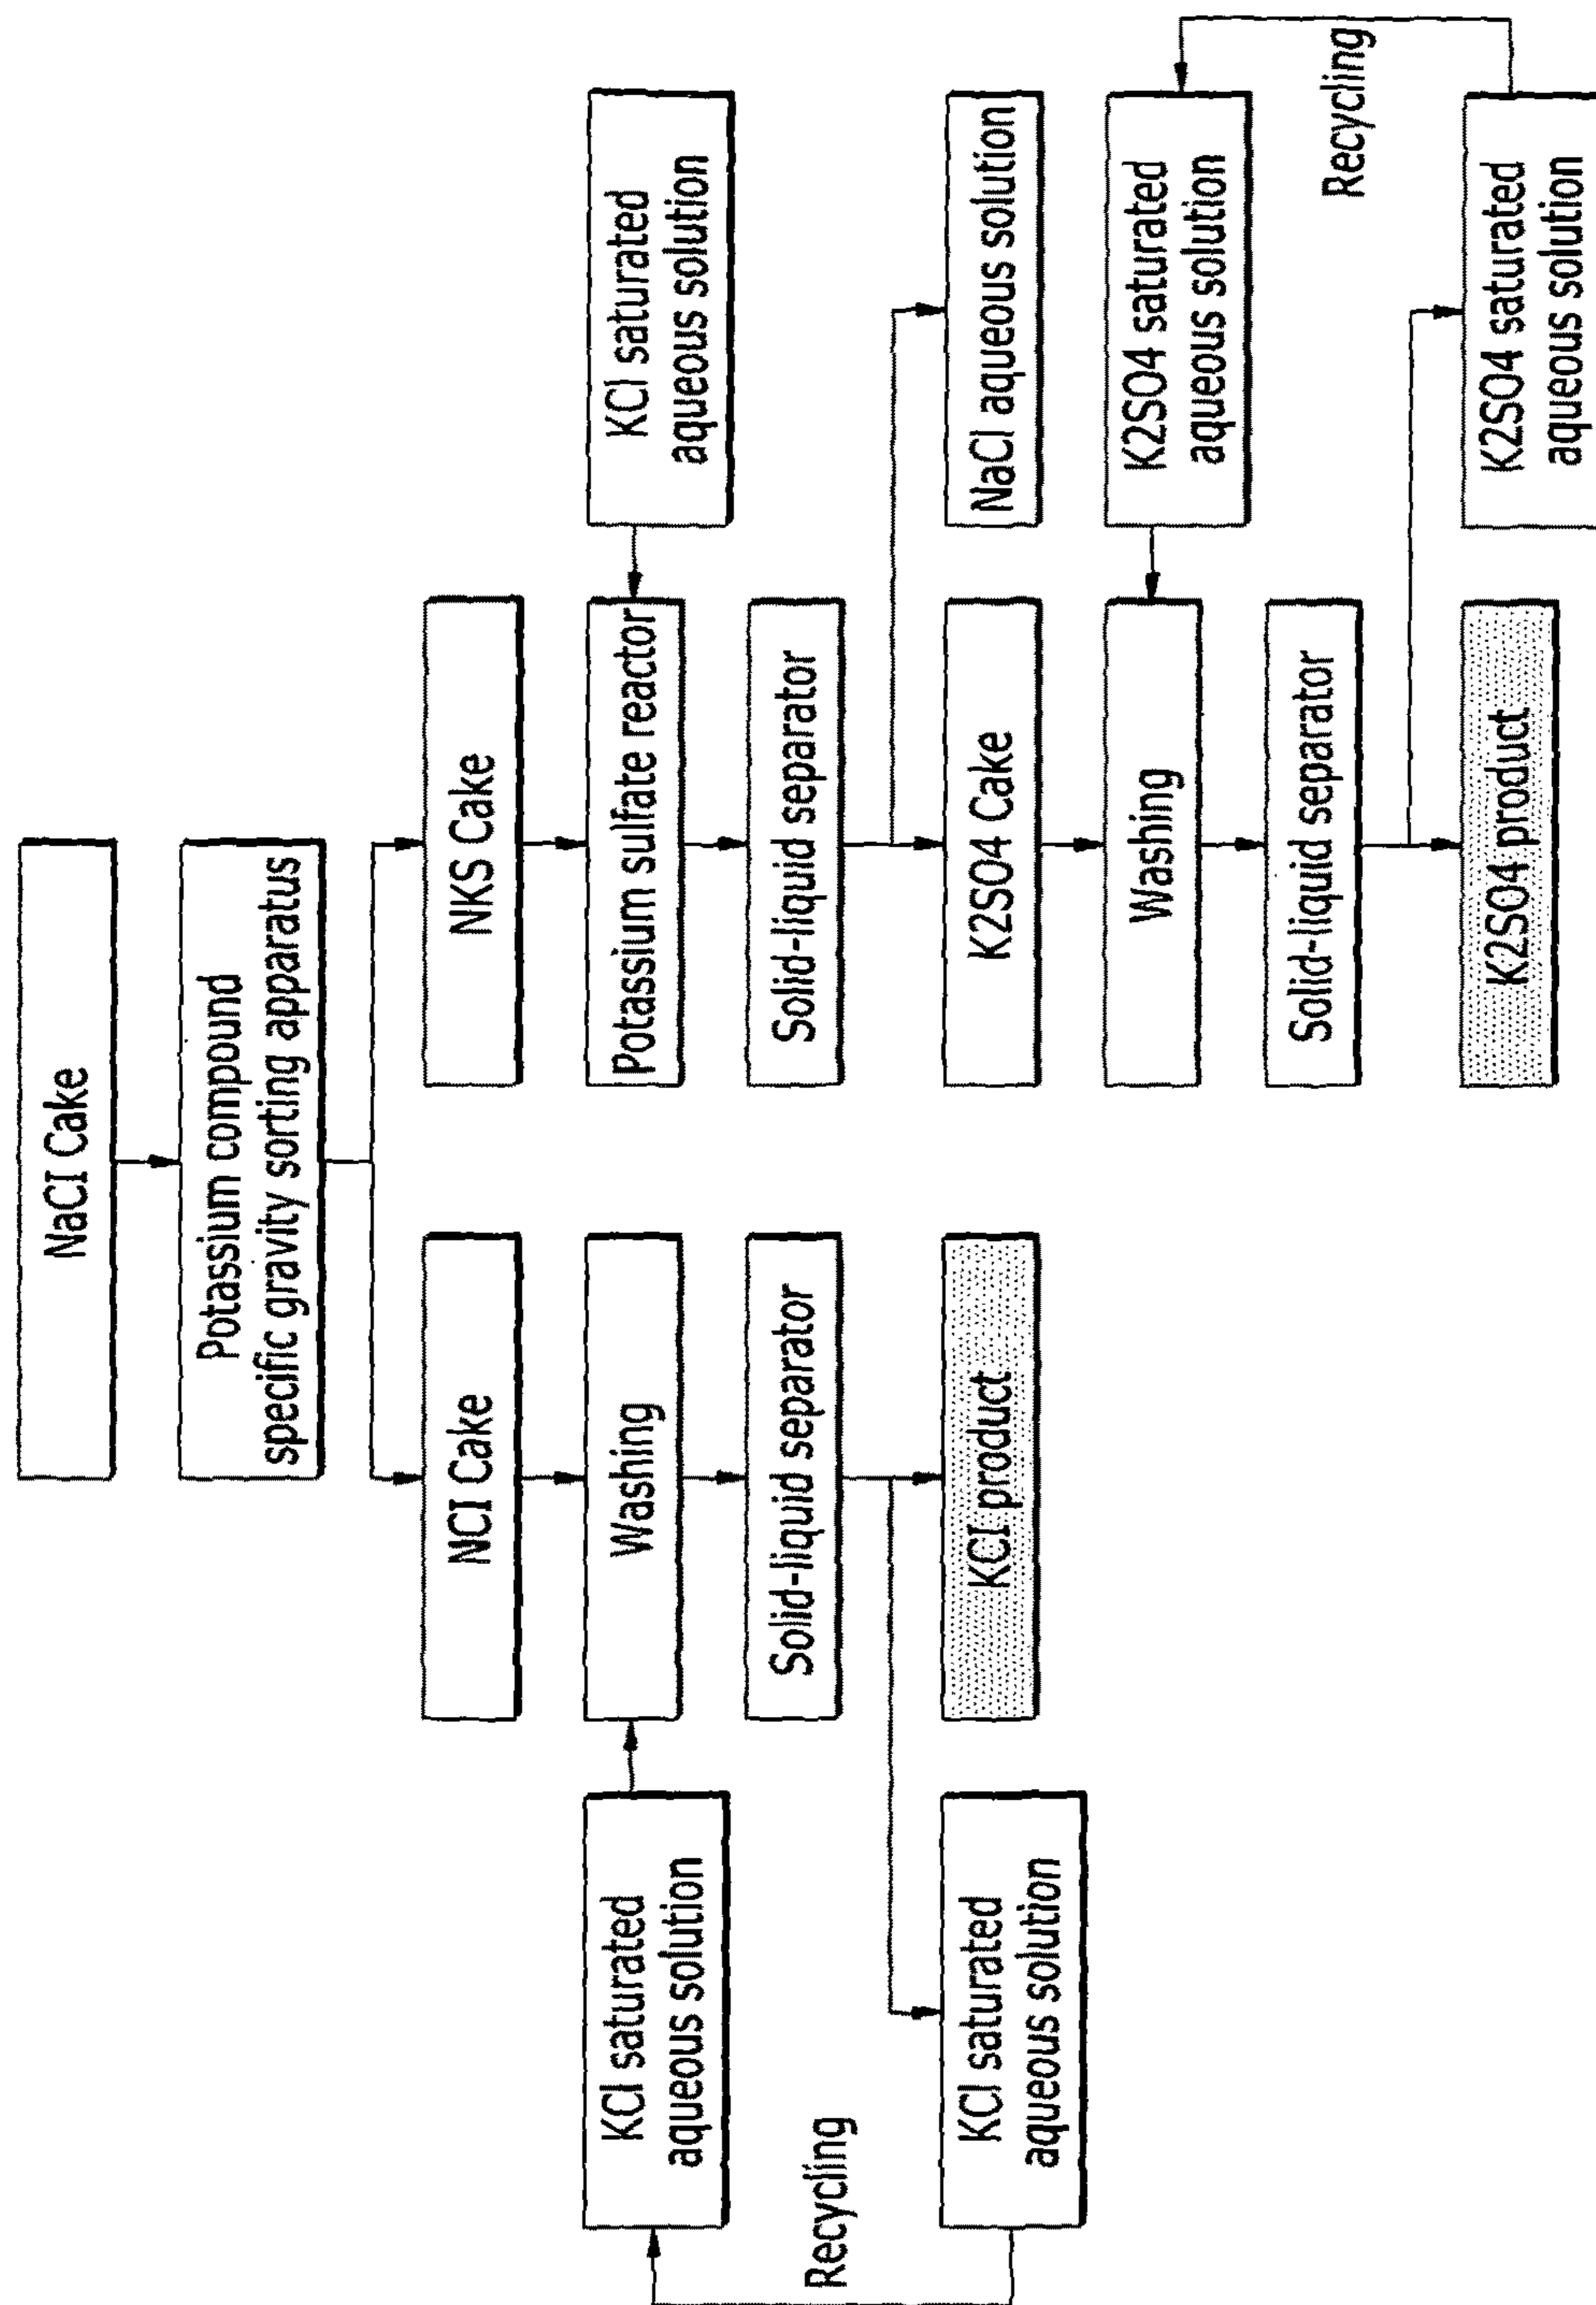 NaCl Cake
Potassium compound
specific gravity sorting apparatus
NCl Cake
NKS Cake
KCl saturated
aqueous solution
Washing
Potassium sulfate reactor
KCl saturated
aqueous solution
Recycling
Solid-liquid separator
Solid-liquid separator
KCl saturated
aqueous solution
KCl product
K2SO4 Cake
NaCl aqueous solution
Washing
K2SO4 saturated
aqueous solution
Solid-liquid separator
Recycling
K2SO4 product
K2SO4 saturated
aqueous solution